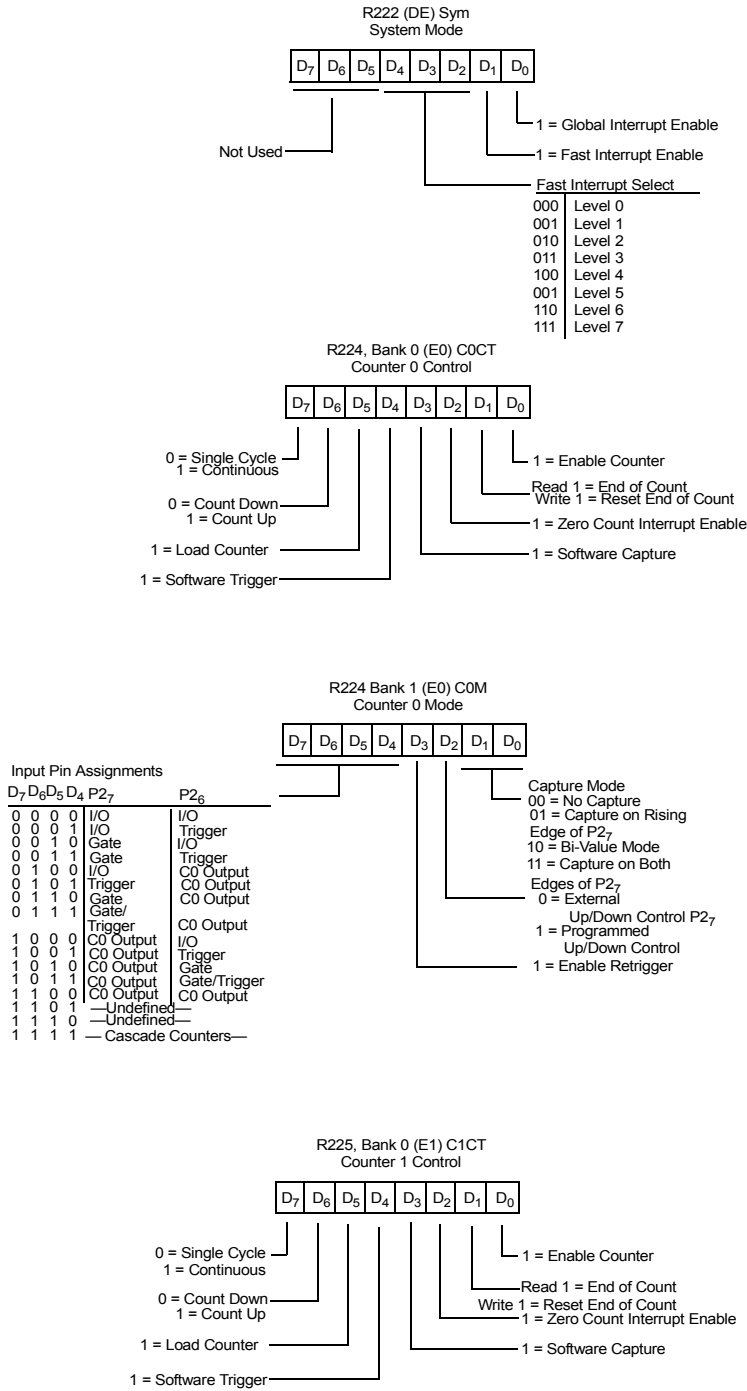 R222 (DE) Sym
System Mode
D7 D6 D5 D4 D3 D2 D1 D0
1 = Global Interrupt Enable
Not Used
1 = Fast Interrupt Enable
Fast Interrupt Select
000 Level 0
001 Level 1
010 Level 2
011 Level 3
100 Level 4
001 Level 5
110 Level 6
111 Level 7
R224, Bank 0 (E0) C0CT
Counter 0 Control
D7 D6 D5 D4 D3 D2 D1 D0
0 = Single Cycle
1 = Continuous
1 = Enable Counter
Read 1 = End of Count
Write 1 = Reset End of Count
0 = Count Down
1 = Count Up
1 = Zero Count Interrupt Enable
1 = Load Counter
1 = Software Capture
1 = Software Trigger
R224 Bank 1 (E0) C0M
Counter 0 Mode
D7 D6 D5 D4 D3 D2 D1 D0
Input Pin Assignments
D7 D6 D5 D4 P27 P26
0 0 0 0 I/O I/O
0 0 0 1 I/O Trigger
0 0 1 0 Gate I/O
0 0 1 1 Gate Trigger
0 1 0 0 I/O C0 Output
0 1 0 1 Trigger C0 Output
0 1 1 0 Gate C0 Output
0 1 1 1 Gate/
Trigger C0 Output
1 0 0 0 C0 Output I/O
1 0 0 1 C0 Output Trigger
1 0 1 0 C0 Output Gate
1 0 1 1 C0 Output Gate/Trigger
1 1 0 0 C0 Output C0 Output
1 1 0 1 —Undefined—
1 1 1 0 —Undefined—
1 1 1 1 — Cascade Counters—
Capture Mode
00 = No Capture
01 = Capture on Rising
Edge of P27
10 = Bi-Value Mode
11 = Capture on Both
Edges of P27
0 = External
Up/Down Control P27
1 = Programmed
Up/Down Control
1 = Enable Retrigger
R225, Bank 0 (E1) C1CT
Counter 1 Control
D7 D6 D5 D4 D3 D2 D1 D0
0 = Single Cycle
1 = Continuous
1 = Enable Counter
0 = Count Down
1 = Count Up
Read 1 = End of Count
Write 1 = Reset End of Count
1 = Zero Count Interrupt Enable
1 = Load Counter
1 = Software Capture
1 = Software Trigger